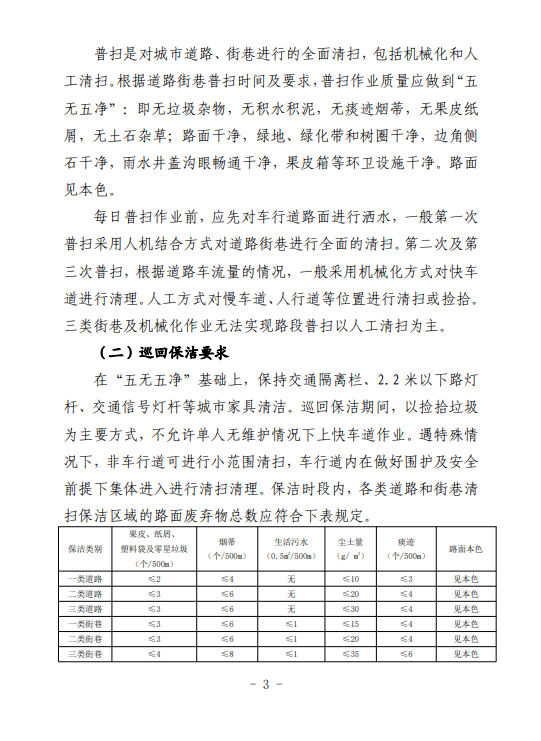 普扫是对城市道路、街巷进行的全面清扫，包括机械化和人
工清扫。根据道路街巷普扫时间及要求，普扫作业质量应做到“五
无五净”：即无垃圾杂物，无积水积泥，无痰迹烟蒂，无果皮纸
屑，无土石杂草；路面干净，绿地、绿化带和树圈干净，边角侧
石干净，雨水井盖沟眼畅通干净，果皮箱等环卫设施干净。路面
见本色。
每日普扫作业前，应先对车行道路面进行洒水，一般第一次
普扫采用人机结合方式对道路街巷进行全面的清扫。第二次及第
三次普扫，根据道路车流量的情况，一般采用机械化方式对快车
道进行清理。人工方式对慢车道、人行道等位置进行清扫或捡拾。
三类街巷及机械化作业无法实现路段普扫以人工清扫为主。
（二）巡回保洁要求
在“五无五净”基础上，保持交通隔离栏、2.2 米以下路灯
杆、交通信号灯杆等城市家具清洁。巡回保洁期间，以捡拾垃圾
为主要方式，不允许单人无维护情况下上快车道作业。遇特殊情
况下，非车行道可进行小范围清扫，车行道内在做好围护及安全
前提下集体进入进行清扫清理。保洁时段内，各类道路和街巷清
扫保洁区域的路面废弃物总数应符合下表规定。
保洁类别 果皮、纸屑、塑料袋及零星垃圾（个/500m） 烟蒂（个/500m） 生活污水（0.5㎡/500m） 尘土量（g/ ㎡） 痰迹（个/500m） 路面本色
一类道路 ≤2 ≤4 无 ≤10 ≤3 见本色
二类道路 ≤3 ≤6 无 ≤20 ≤4 见本色
三类道路 ≤3 ≤6 无 ≤30 ≤4 见本色
一类街巷 ≤3 ≤6 ≤1 ≤15 ≤4 见本色
二类街巷 ≤3 ≤6 ≤1 ≤20 ≤4 见本色
三类街巷 ≤4 ≤8 ≤1 ≤35 ≤6 见本色
- 3 -